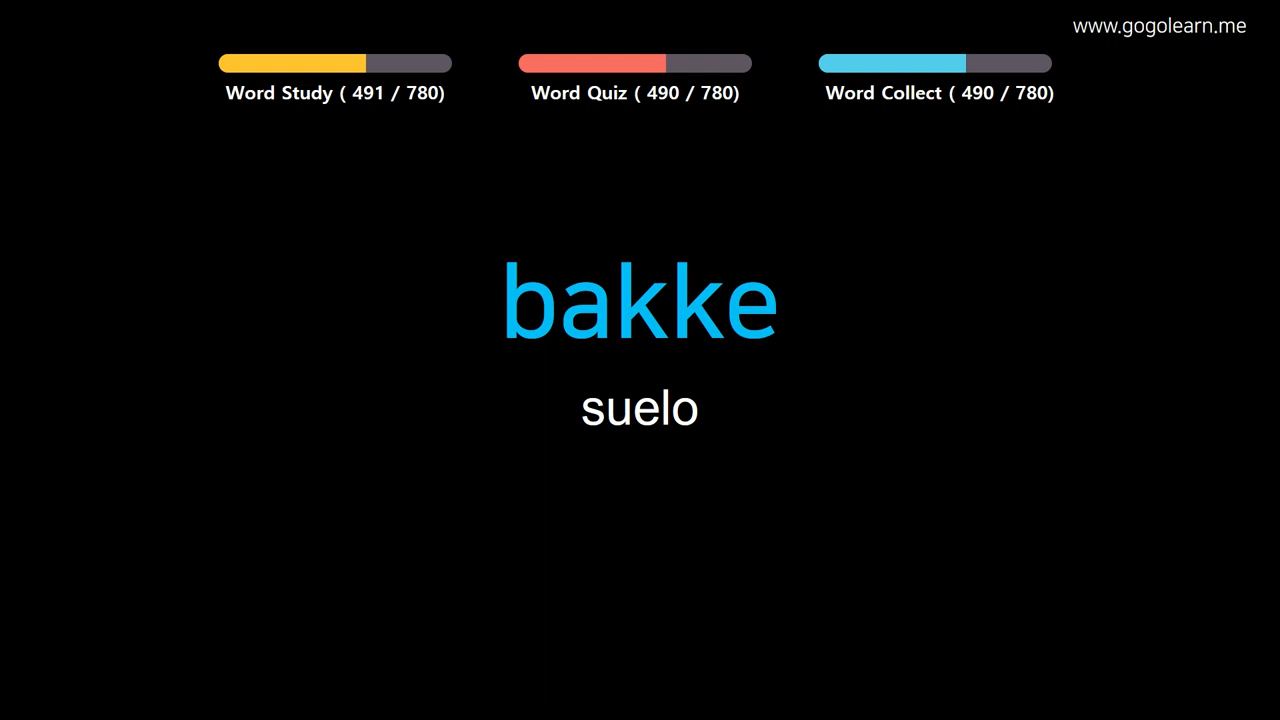 www.gogolearn.me
Word Study ( 491 / 780)
Word Quiz ( 490 / 780)
Word Collect ( 490 / 780)
bakke
suelo